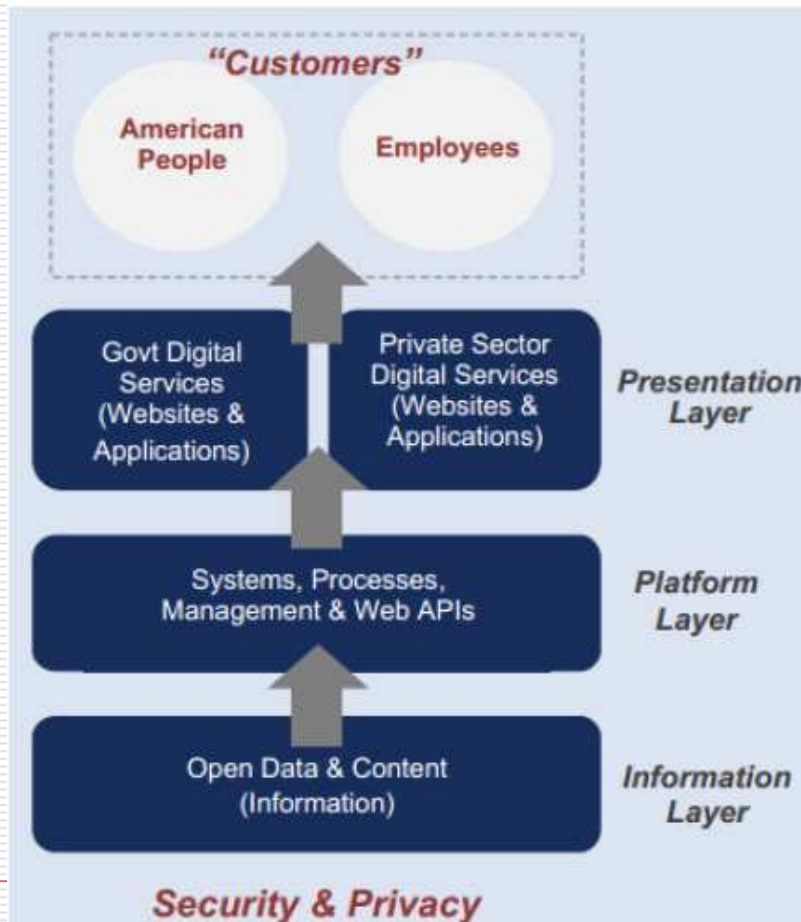 “Customers”
American
People
Employees
Govt Digital
Services
(Websites &
Applications)
Private Sector
Digital Services
(Websites &
Applications)
Presentation
Layer
Systems, Processes,
Management & Web APIs
Platform
Layer
Open Data & Content
(Information)
Information
Layer
Security & Privacy